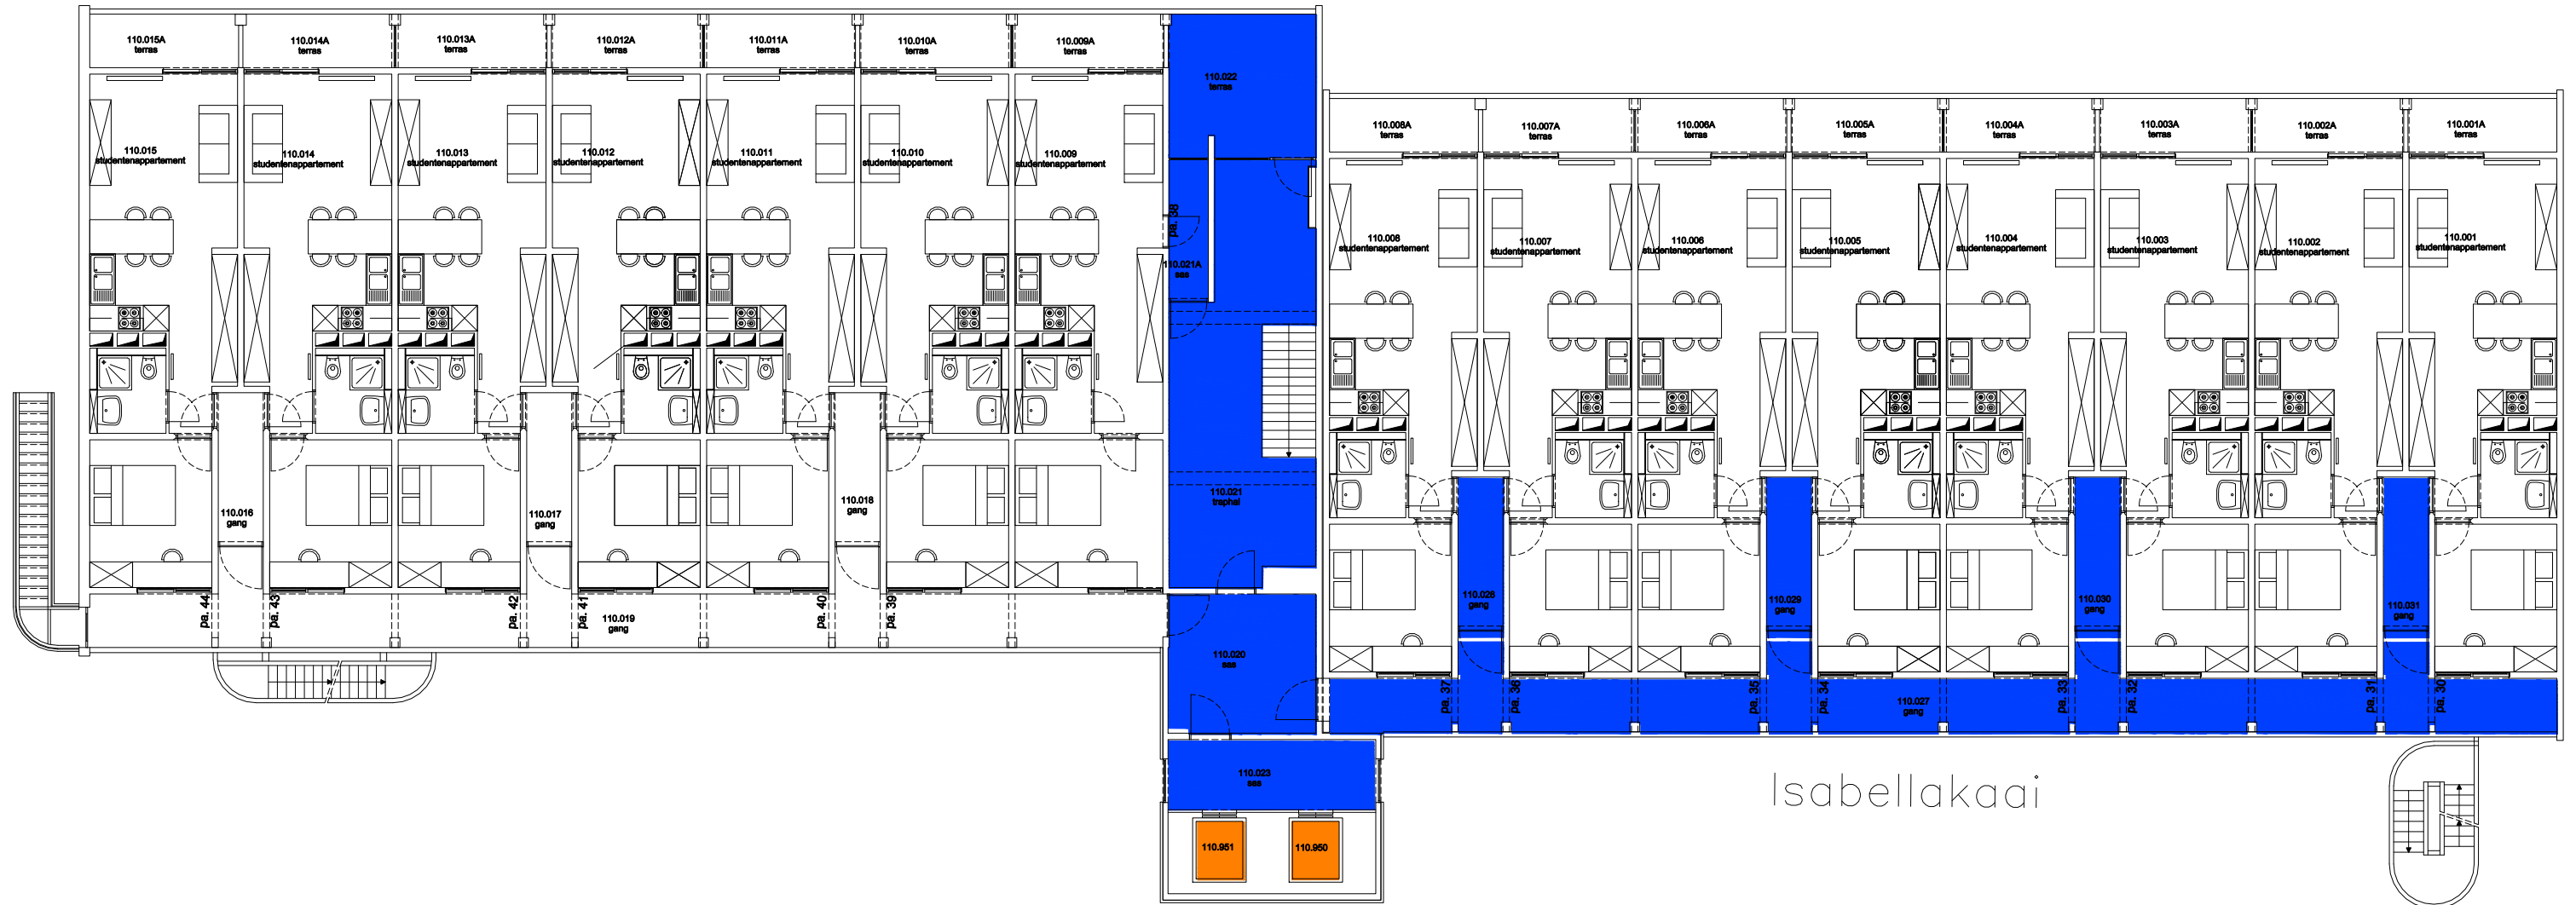 110.015A
terras
110.014A
terras
110.013A
terras
110.012A
terras
110.011A
terras
110.010A
terras
110.009A
terras
110.022
terras
110.008A
terras
110.007A
terras
110.006A
terras
110.005A
terras
110.004A
terras
110.003A
terras
110.002A
terras
110.001A
terras
110.015
studentenappartement
110.014
studentenappartement
110.013
studentenappartement
110.012
studentenappartement
110.011
studentenappartement
110.010
studentenappartement
110.009
studentenappartement
pa. 38
110.021A
sas
110.008
studentenappartement
110.007
studentenappartement
110.006
studentenappartement
110.005
studentenappartement
110.004
studentenappartement
110.003
studentenappartement
110.002
studentenappartement
110.001
studentenappartement
110.016
gang
110.017
gang
110.018
gang
110.021
traphal
pa. 44
pa. 43
pa. 42
pa. 41
pa. 40
pa. 39
110.019
gang
110.028
gang
110.029
gang
110.030
gang
110.031
gang
110.020
sas
pa. 37
pa. 36
pa. 35
pa. 34
110.027
gang
pa. 33
pa. 32
pa. 31
pa. 30
110.023
sas
Isabellakaai
110.951
110.950